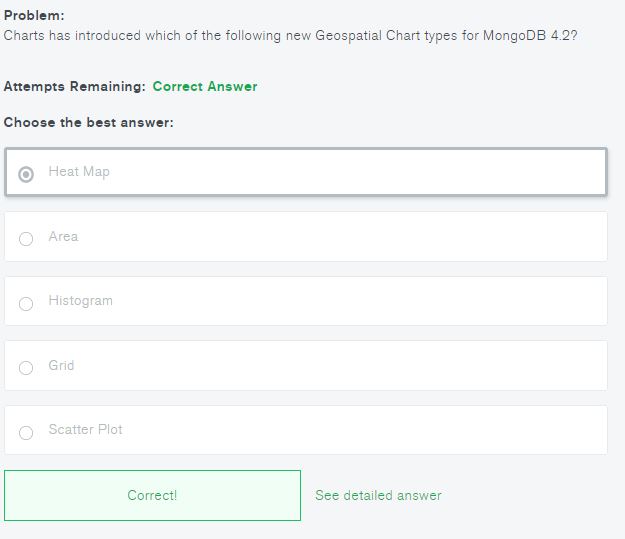 Problem:
Charts has introduced which of the following new Geospatial Chart types for MongoDB 4.2?
Attempts Remaining: Correct Answer
Choose the best answer:
Heat Map
Area
Histogram
Grid
Scatter Plot
Correct! See detailed answer